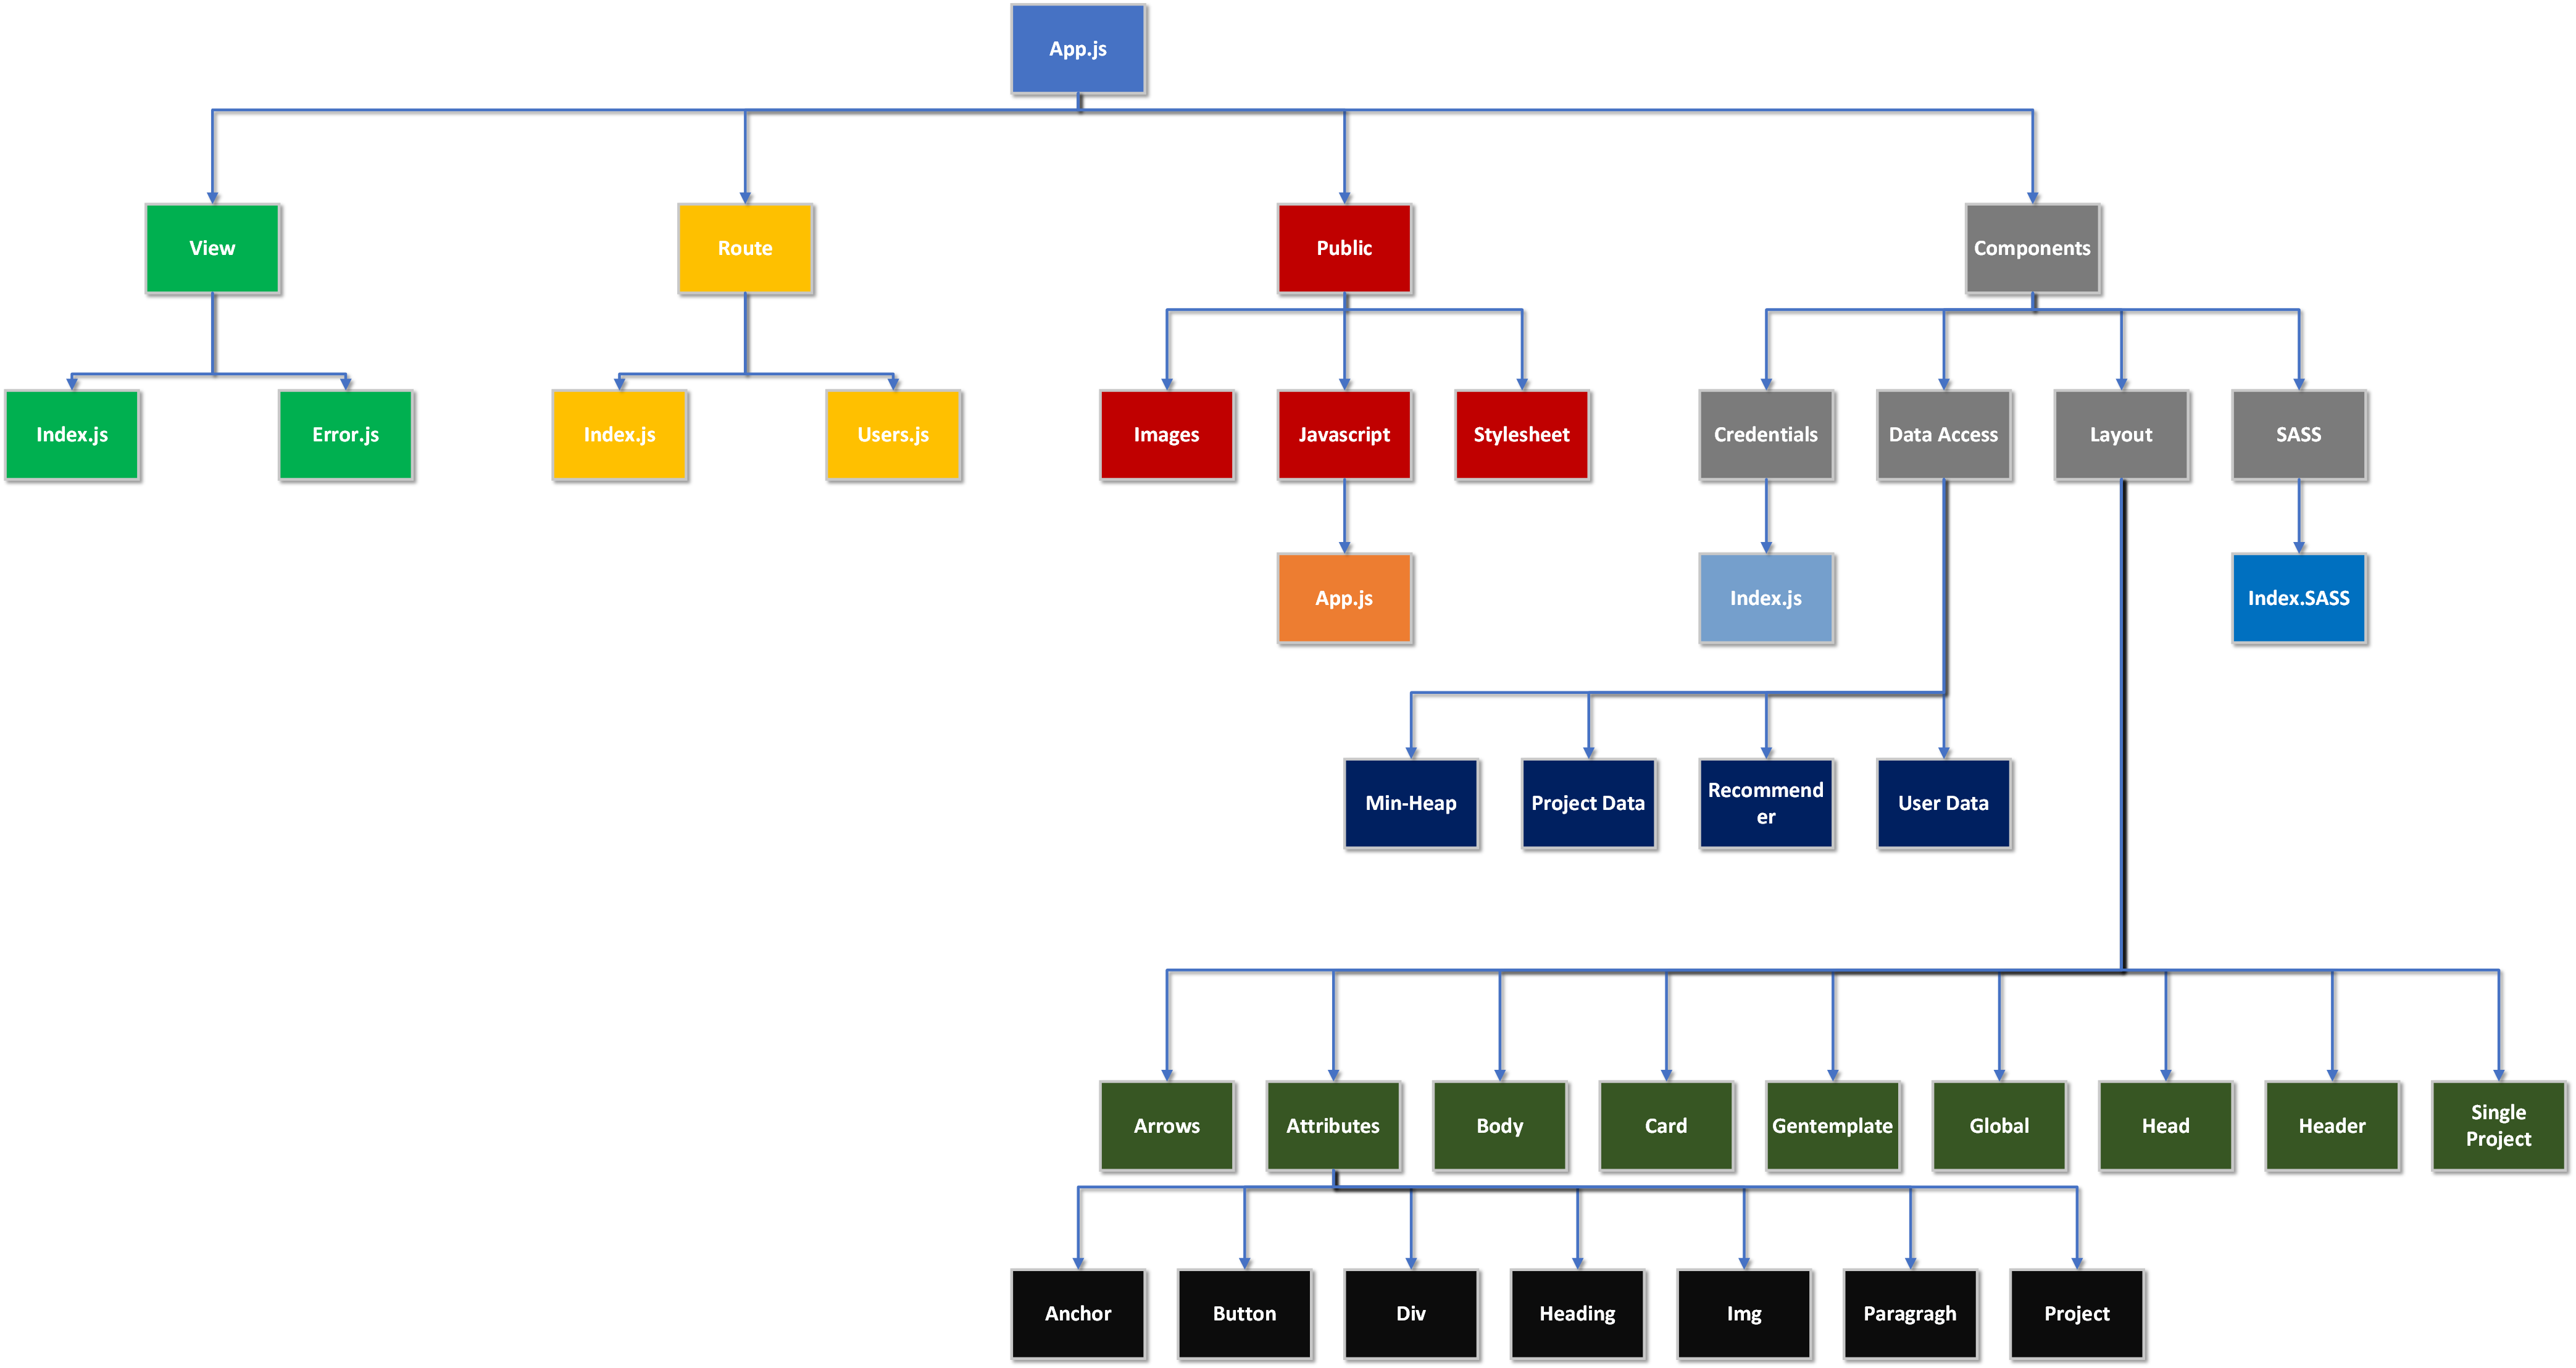 App.js
View
Route
Public
Components
Index.js
Error.js
Index.js
Users.js
Images
Javascript
Stylesheet
Credentials
Data Access
Layout
SASS
App.js
Index.js
Index.SASS
Min-Heap
Project Data
Recommend
er
User Data
Arrows
Attributes
Body
Card
Gentemplate
Global
Head
Header
Single
Project
Anchor
Button
Div
Heading
Img
Paragragh
Project